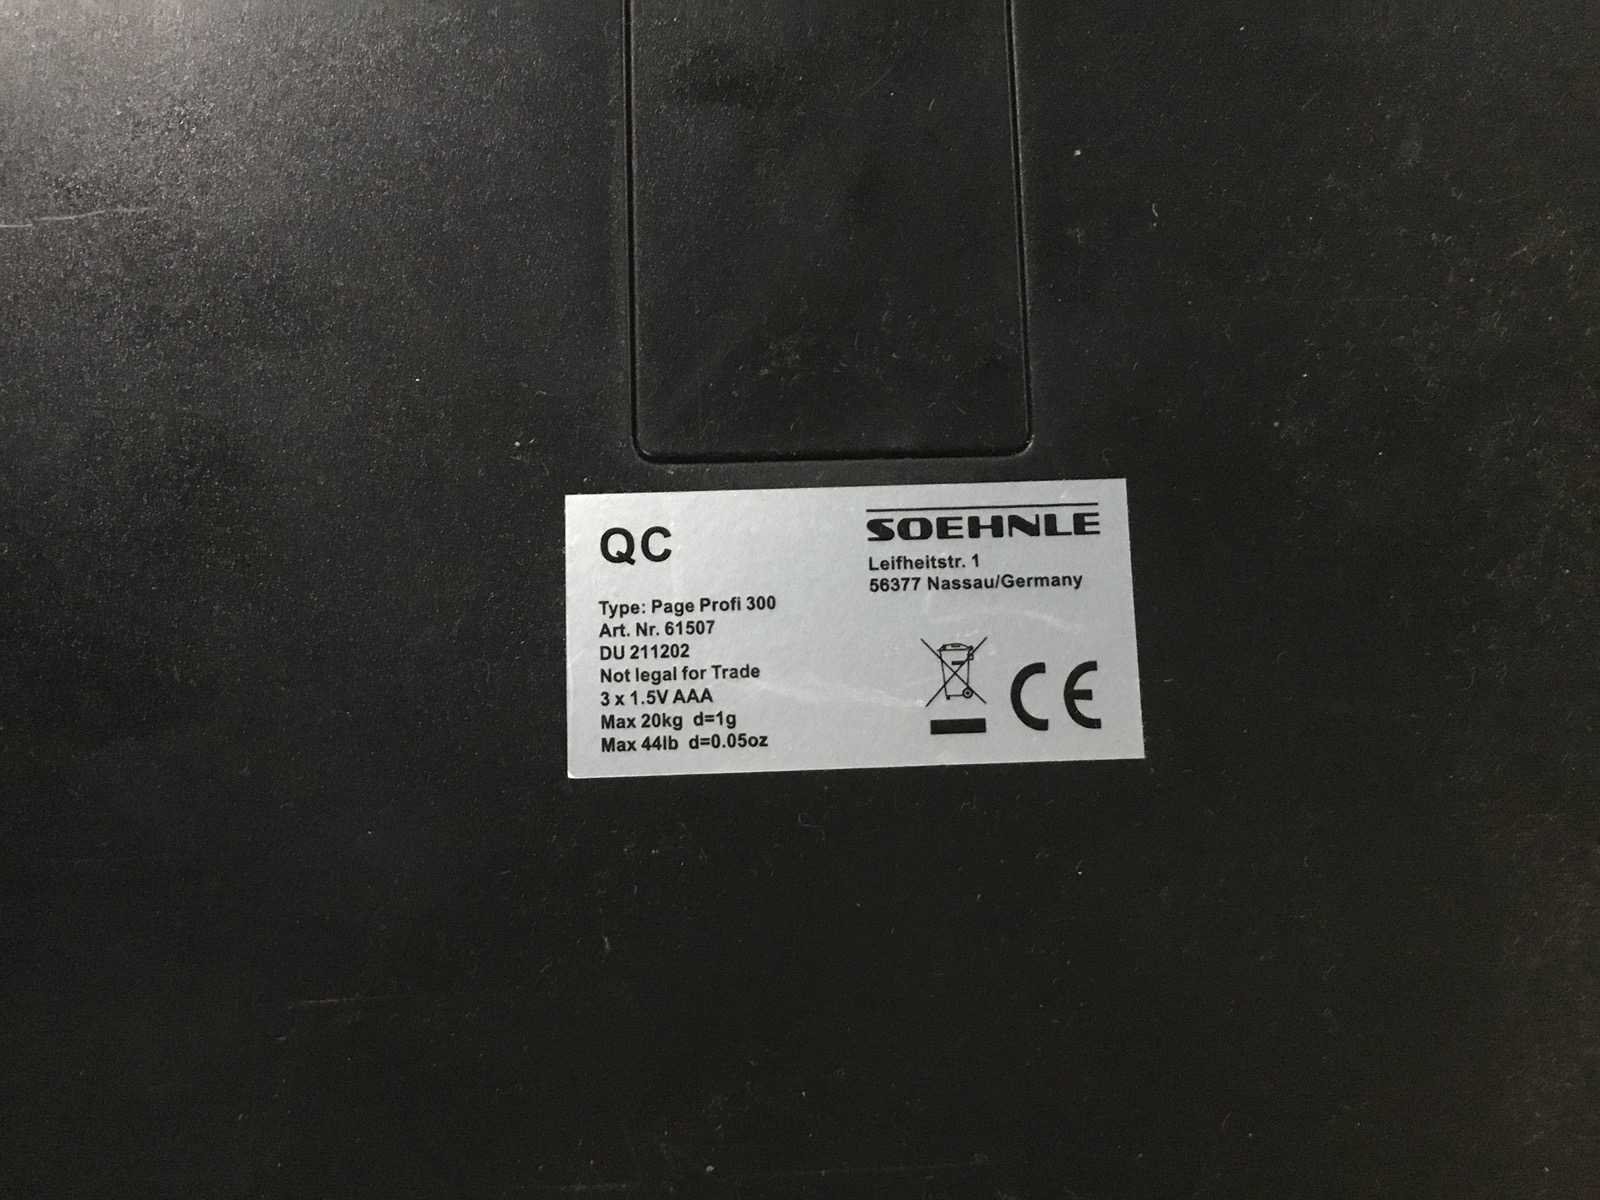 QC
Type: Page Profi 300
Art. Nr. 61507
DU 211202
Not legal for Trade
3 x 1.5V AAA
Max 20kg d=1g
Max 44lb d=0.05oz
SOEHNLE
Leifheitstr. 1
56377 Nassau/Germany
CE